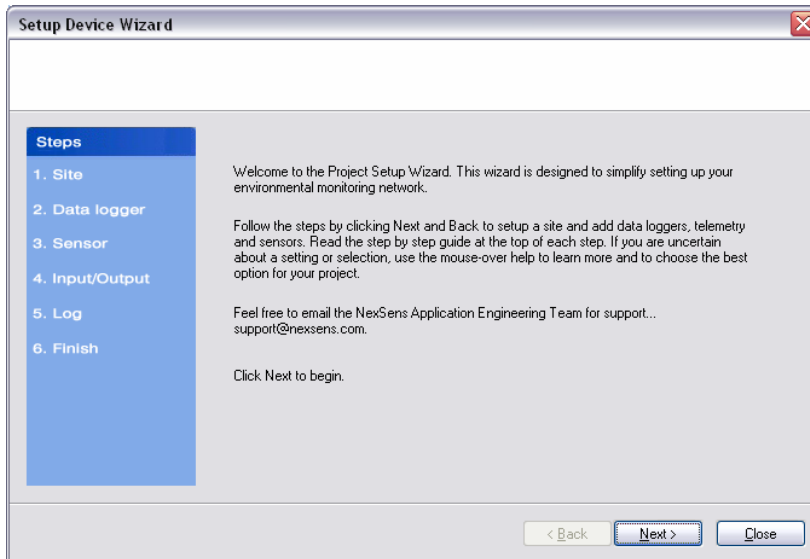 Setup Device Wizard
Steps
1. Site
2. Data logger
3. Sensor
4. Input/Output
5. Log
6. Finish
Welcome to the Project Setup Wizard. This wizard is designed to simplify setting up your
environmental monitoring network.
Follow the steps by clicking Next and Back to setup a site and add data loggers, telemetry
and sensors. Read the step by step guide at the top of each step. If you are uncertain
about a setting or selection, use the mouse-over help to learn more and to choose the best
option for your project.
Feel free to email the NexSens Application Engineering Team for support...
support@nexsens.com.
Click Next to begin.
< Back Next > Close